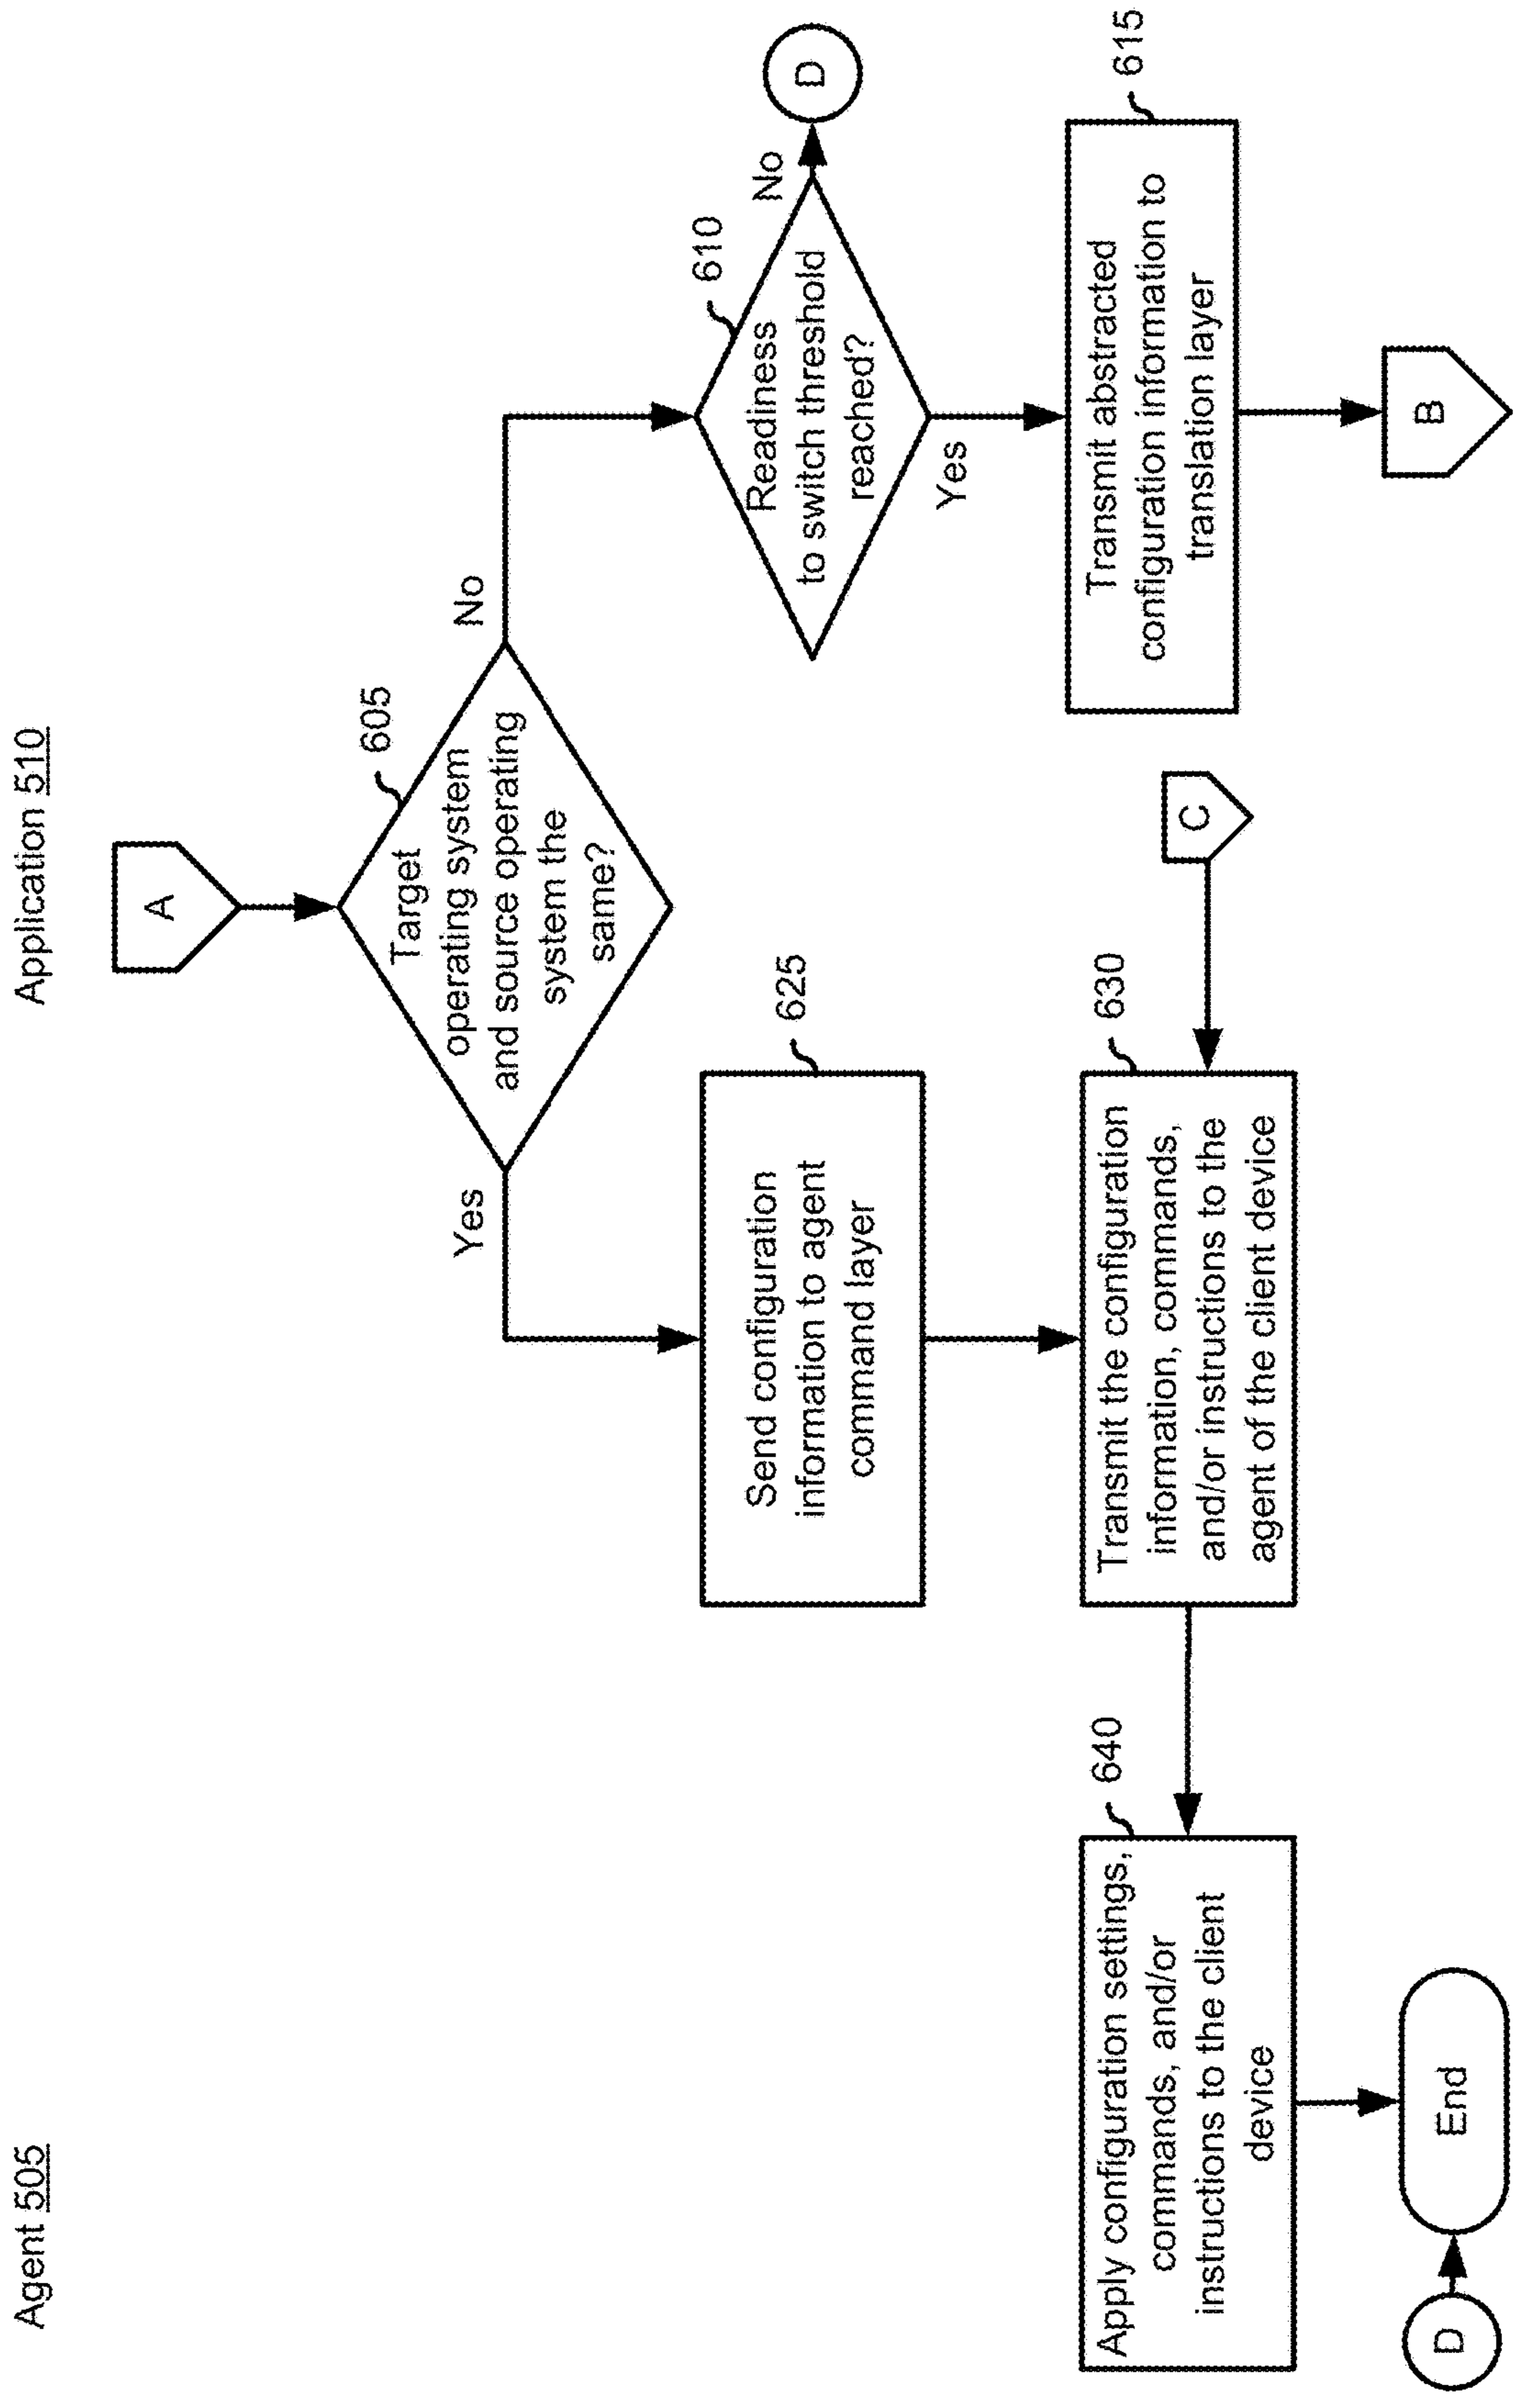 Agent 505
Application 510
A
605
Target
operating system
and source operating
system the
same?
Yes
No
610
Readiness
to switch threshold
reached?
No
D
Yes
625
Send configuration
information to agent
command layer
615
Transmit abstracted
configuration information to
translation layer
B
C
630
Transmit the configuration
information, commands,
and/or instructions to the
agent of the client device
640
Apply configuration settings,
commands, and/or
instructions to the client
device
D
End